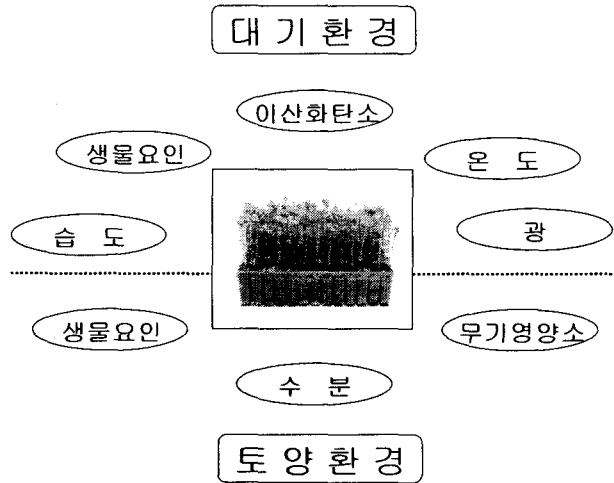 대기환경
이산화탄소
생물요인
온 도
습 도
광
생물요인
무기영양소
수 분
토양환경